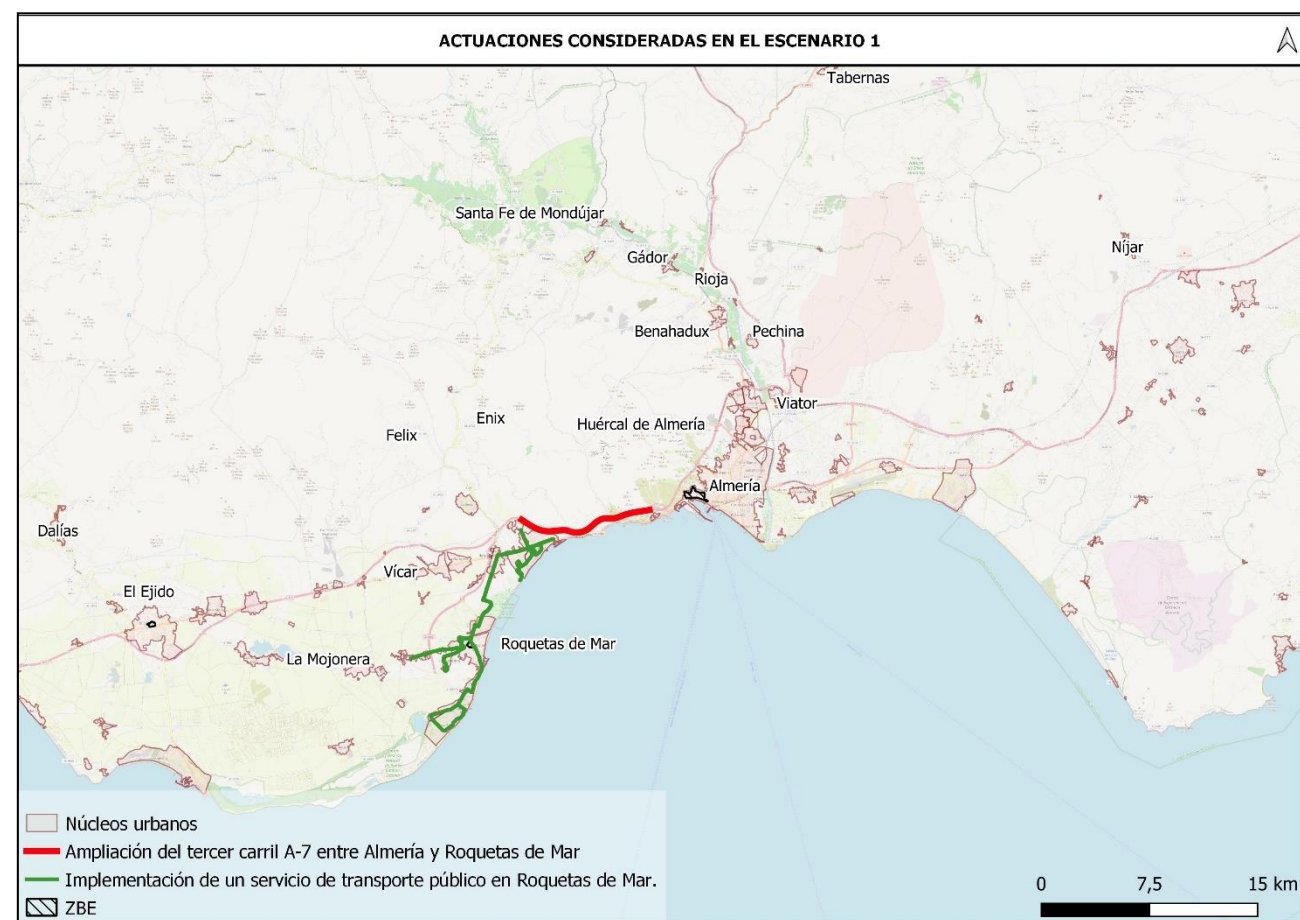 ACTUACIONES CONSIDERADAS EN EL ESCENARIO 1
Tabernas
Santa Fe de Mondújar
Gádor
Níjar
Rioja
Benahadux
Pechina
Viator
Enix
Huércal de Almería
Felix
Almería
Dalías
Vícar
El Ejido
Roquetas de Mar
La Mojonera
Núcleos urbanos
Ampliación del tercer carril A-7 entre Almería y Roquetas de Mar
Implementación de un servicio de transporte público en Roquetas de Mar.
ZBE
0 7,5 15 km